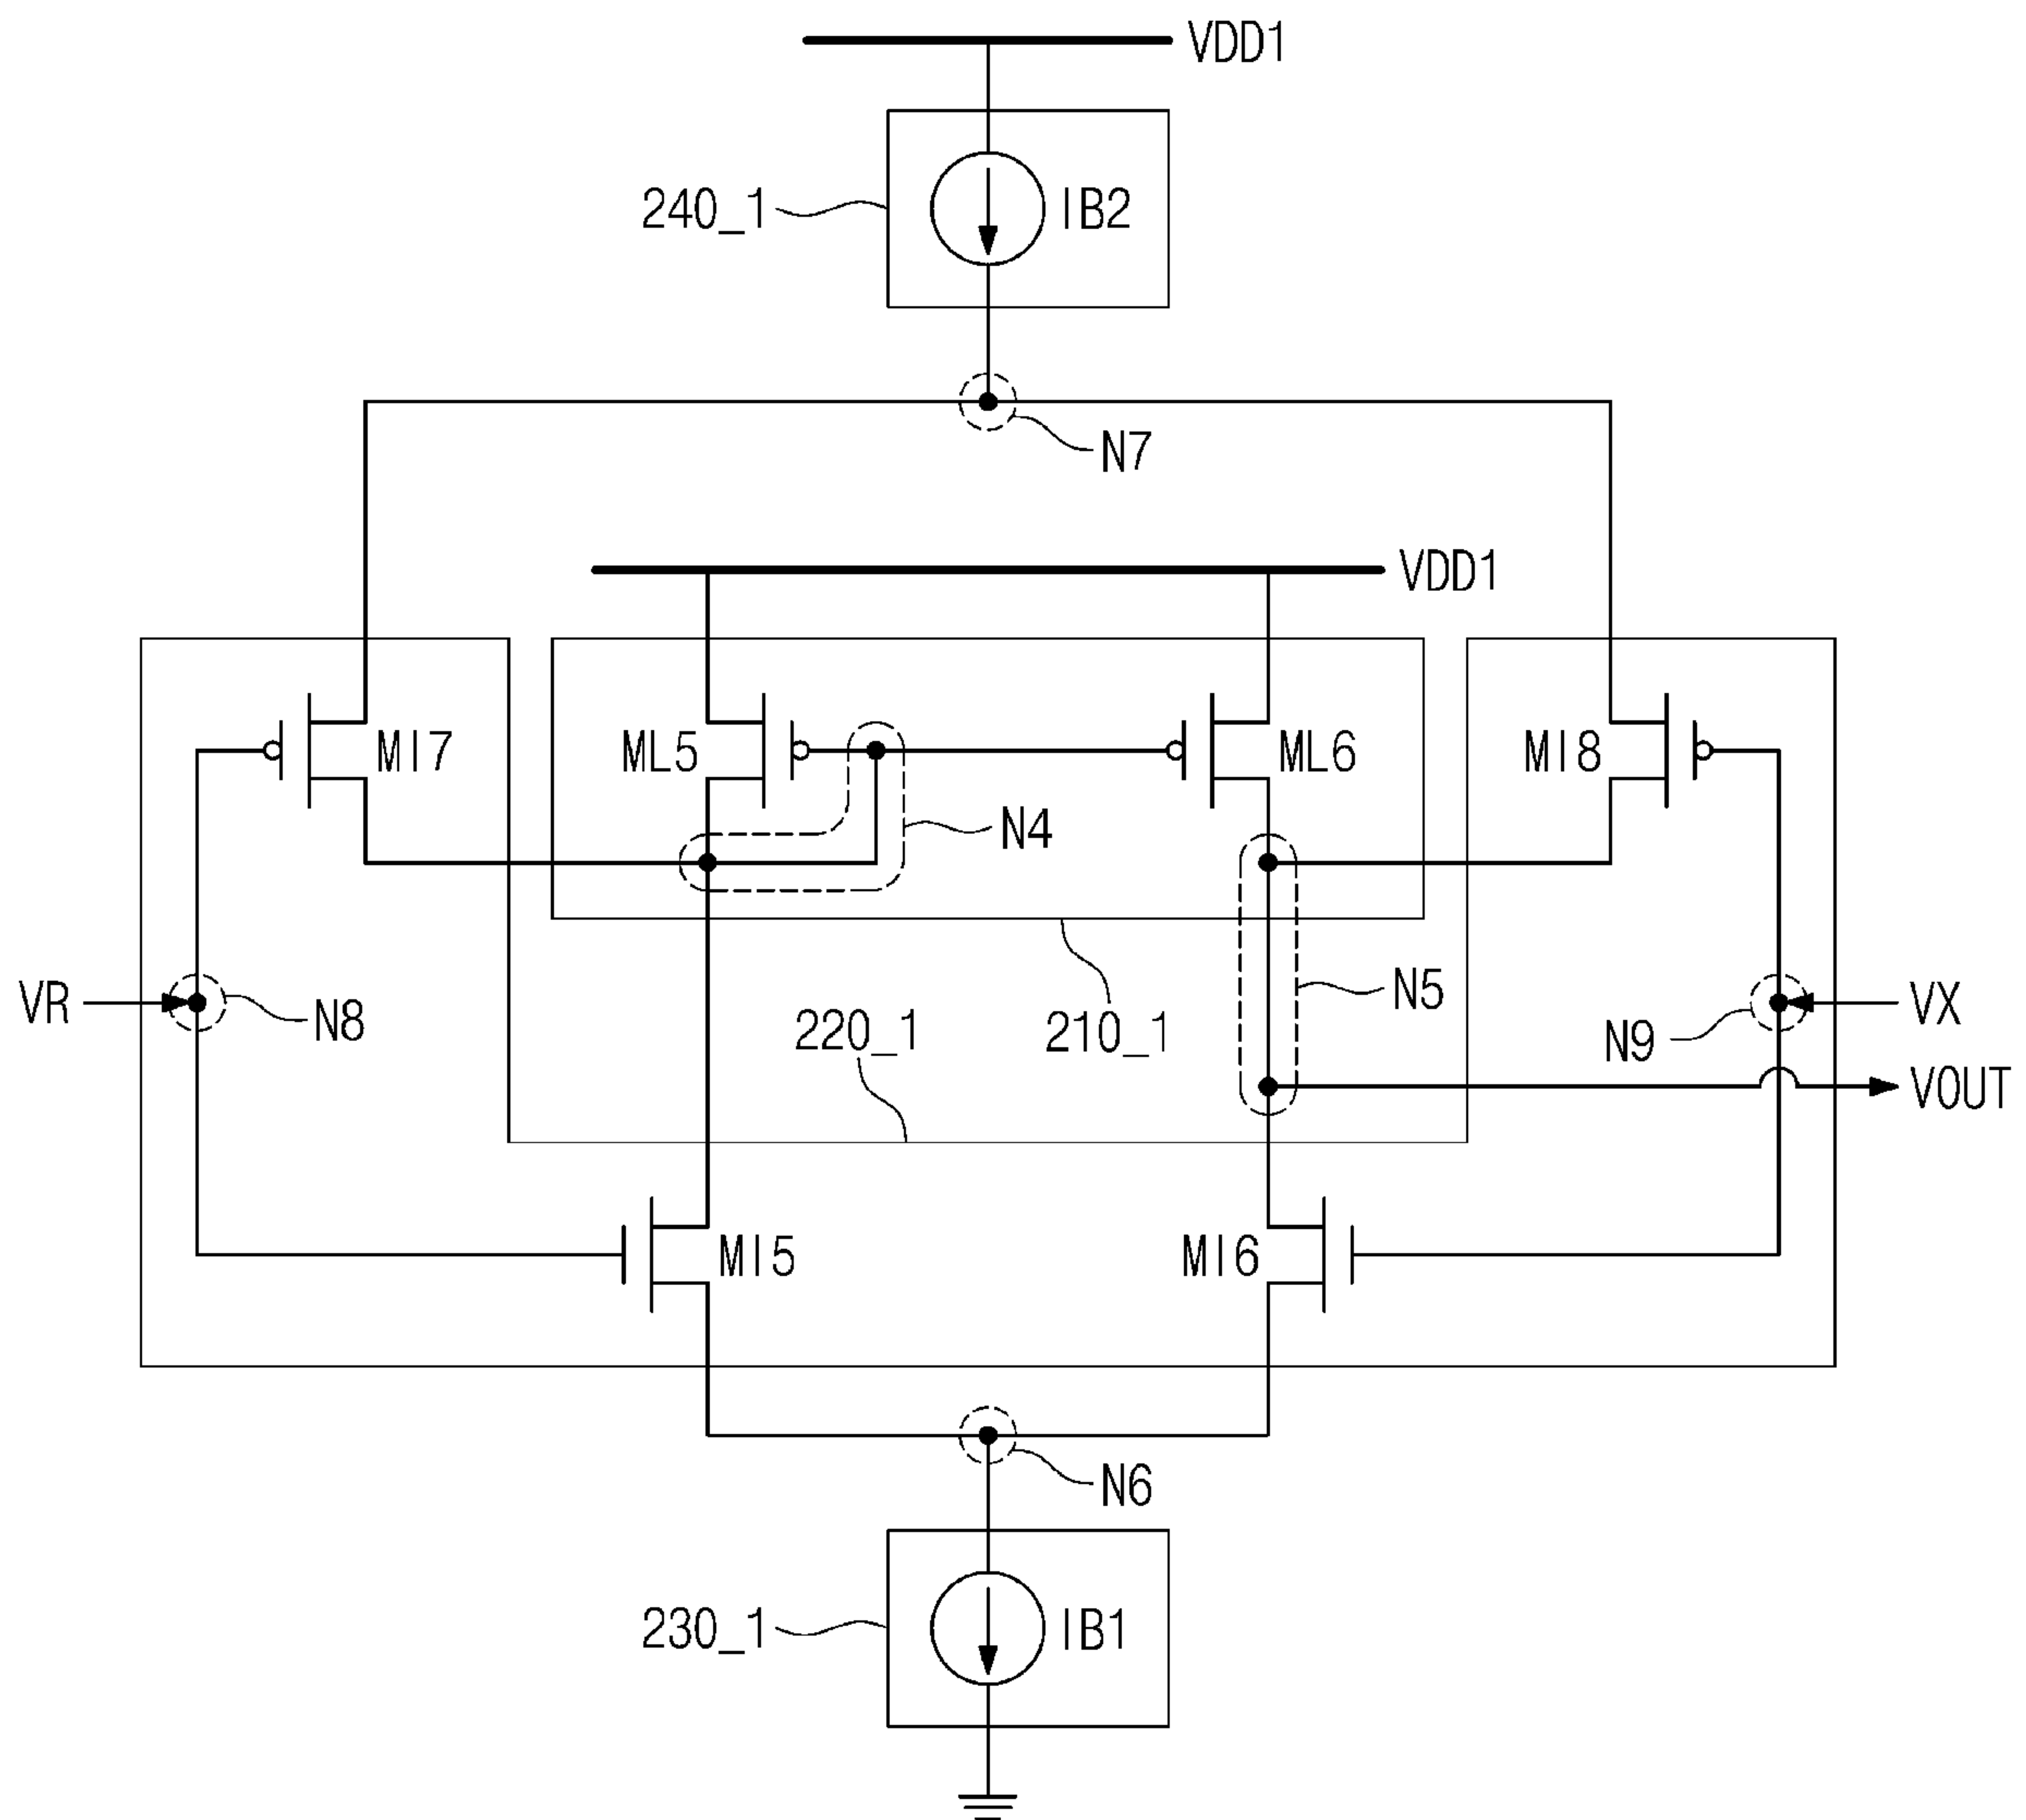 VDD1
240_1
IB2
N7
VDD1
MI7
ML5
ML6
MI8
N4
VR
N8
220_1
210_1
N5
N9
VX
VOUT
MI5
MI6
N6
230_1
IB1